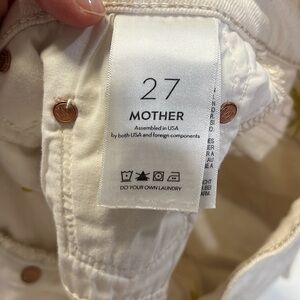 27
MOTHER
Assembled in USA
by both USA and foreign components
DO YOUR OWN LAUNDRY